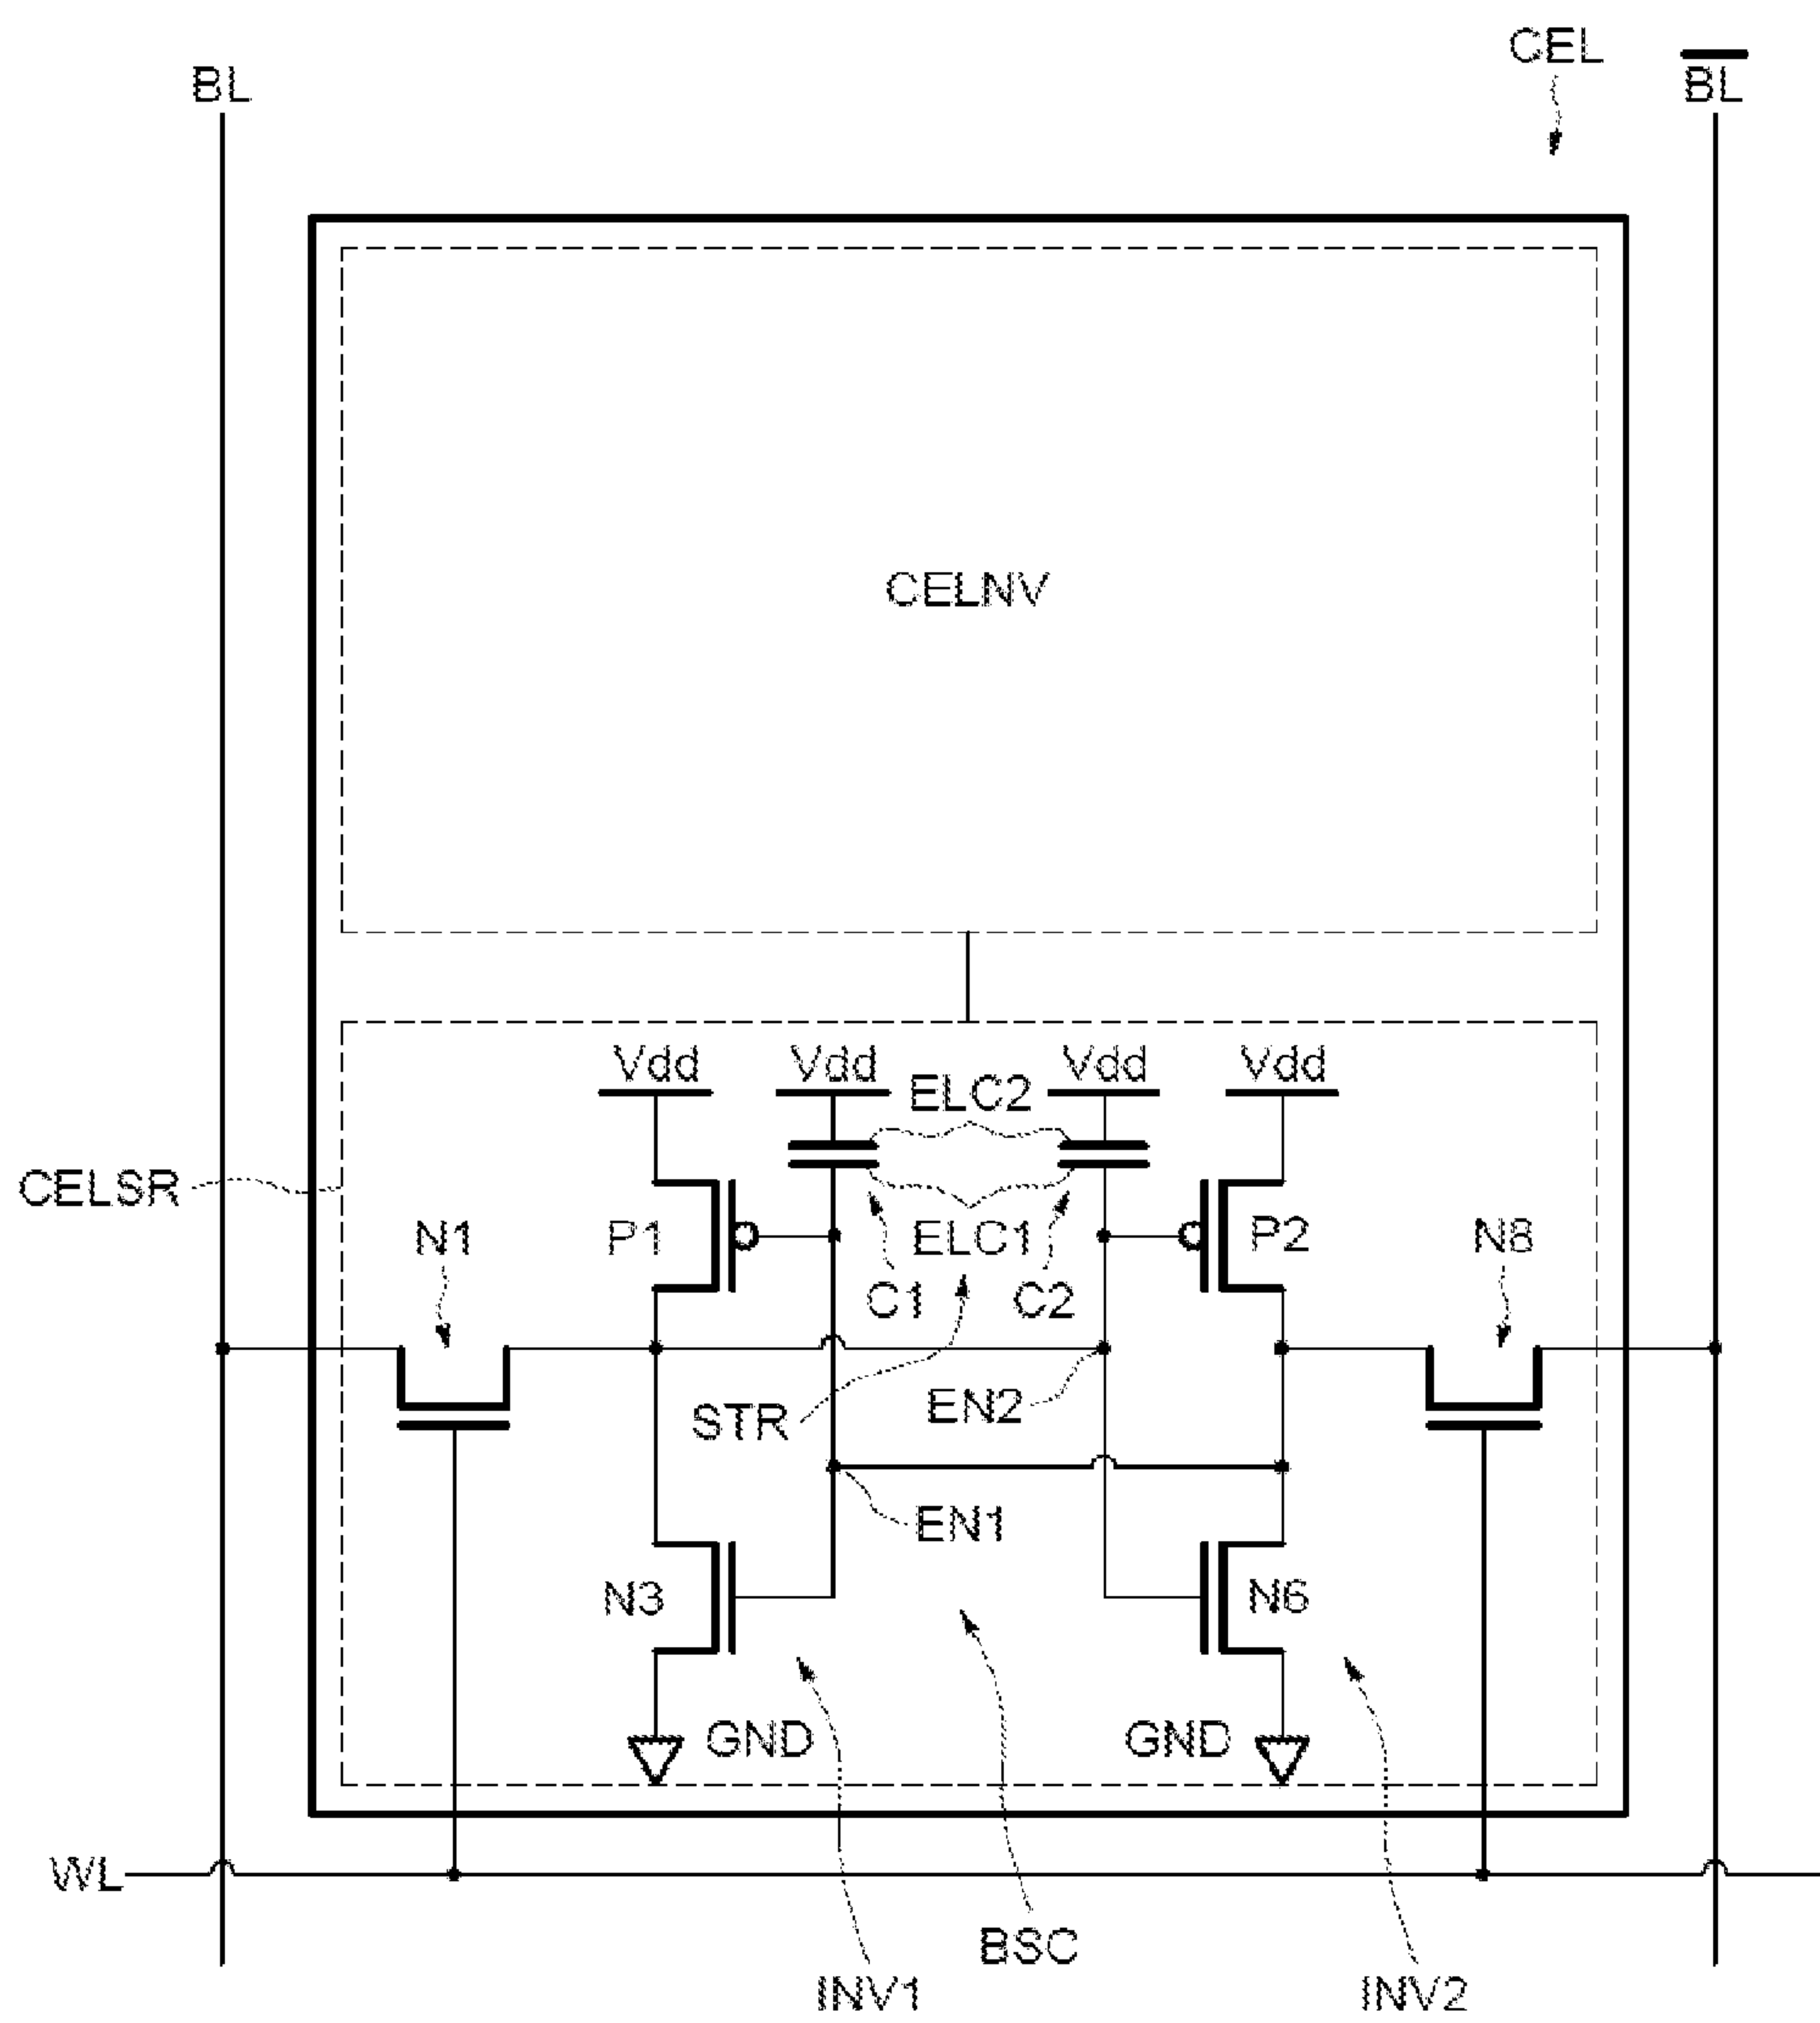 CEL
BL
BL
CELNV
Vdd
Vdd
Vdd
Vdd
ELC2
CELSR
N1
P1
ELC1
P2
N8
C1
C2
EN2
STR
EN1
N3
N6
GND
GND
WL
BSC
INV1
INV2